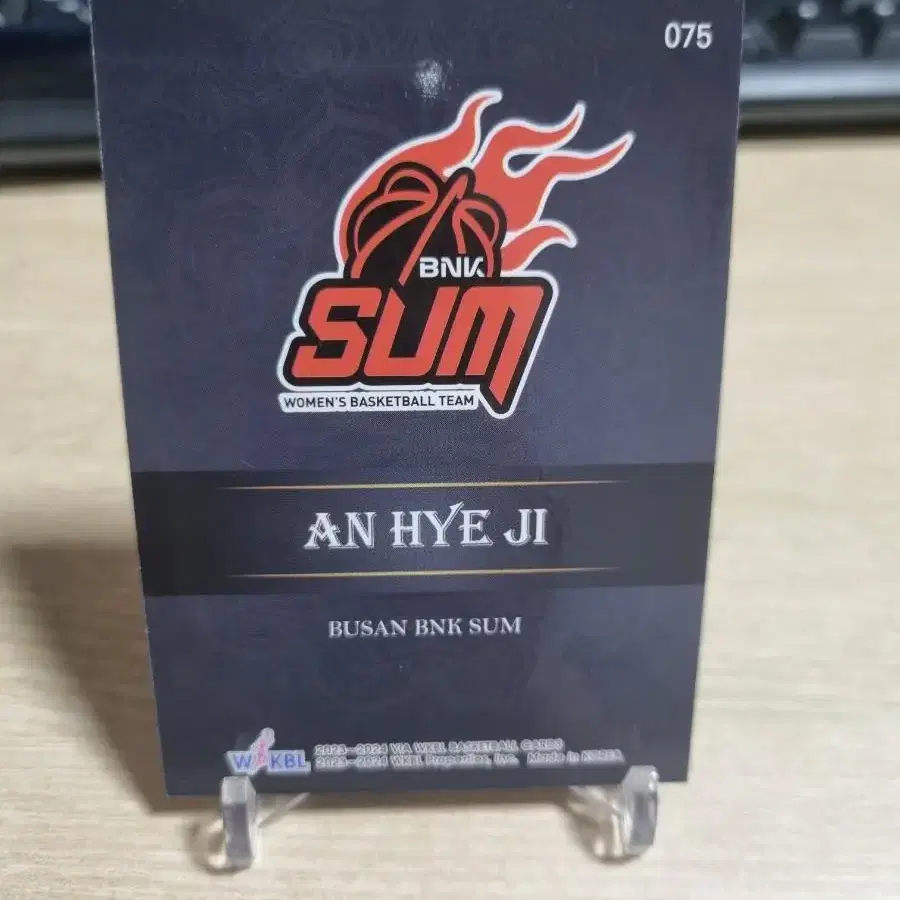 075
BNK
SUM
WOMEN'S BASKETBALL TEAM
AN HYE JI
BUSAN BNK SUM
WKBL
2023-2024 VIA WKBL BASKETBALL CARDS
2023-2024 WKBL Properties, Inc. Made in KOREA